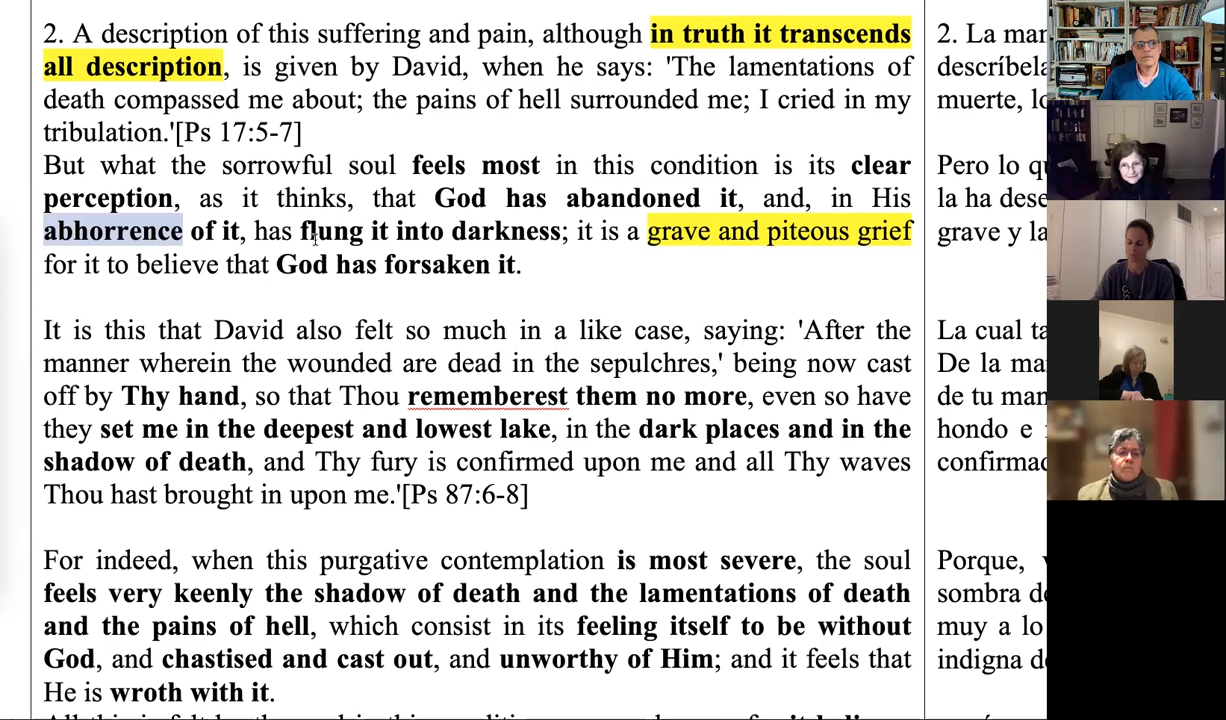 2. A description of this suffering and pain, although in truth it transcends
all description, is given by David, when he says: 'The lamentations of
death compassed me about; the pains of hell surrounded me; I cried in my
tribulation.'[Ps 17:5-7]
But what the sorrowful soul feels most in this condition is its clear
perception, as it thinks, that God has abandoned it, and, in His
abhorrence of it, has flung it into darkness; it is a grave and piteous grief
for it to believe that God has forsaken it.
It is this that David also felt so much in a like case, saying: 'After the
manner wherein the wounded are dead in the sepulchres,' being now cast
off by Thy hand, so that Thou rememberest them no more, even so have
they set me in the deepest and lowest lake, in the dark places and in the
shadow of death, and Thy fury is confirmed upon me and all Thy waves
Thou hast brought in upon me.'[Ps 87:6-8]
For indeed, when this purgative contemplation is most severe, the soul
feels very keenly the shadow of death and the lamentations of death
and the pains of hell, which consist in its feeling itself to be without
God, and chastised and cast out, and unworthy of Him; and it feels that
He is wroth with it.
2. La
descríbela
muerte,
Pero lo
la ha
grave y
La cual
De la
de tu
hondo e
Porque,
sombra
muy a lo
indigna